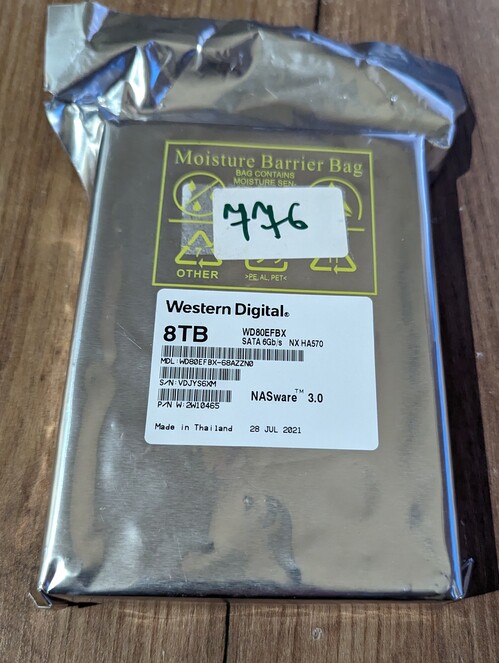 Moisture Barrier Bag
BAG CONTAINS
MOISTURE SEN-
776
OTHER
>PE, AL, PET<
Western Digital®
8TB
WD80EFBX
SATA 6Gb/s NX HA570
MDL:WD80EFBX-68AZZN0
S/N:VDJYS6XM
P/N W:2W10465
NASware™ 3.0
Made in Thailand 28 JUL 2021